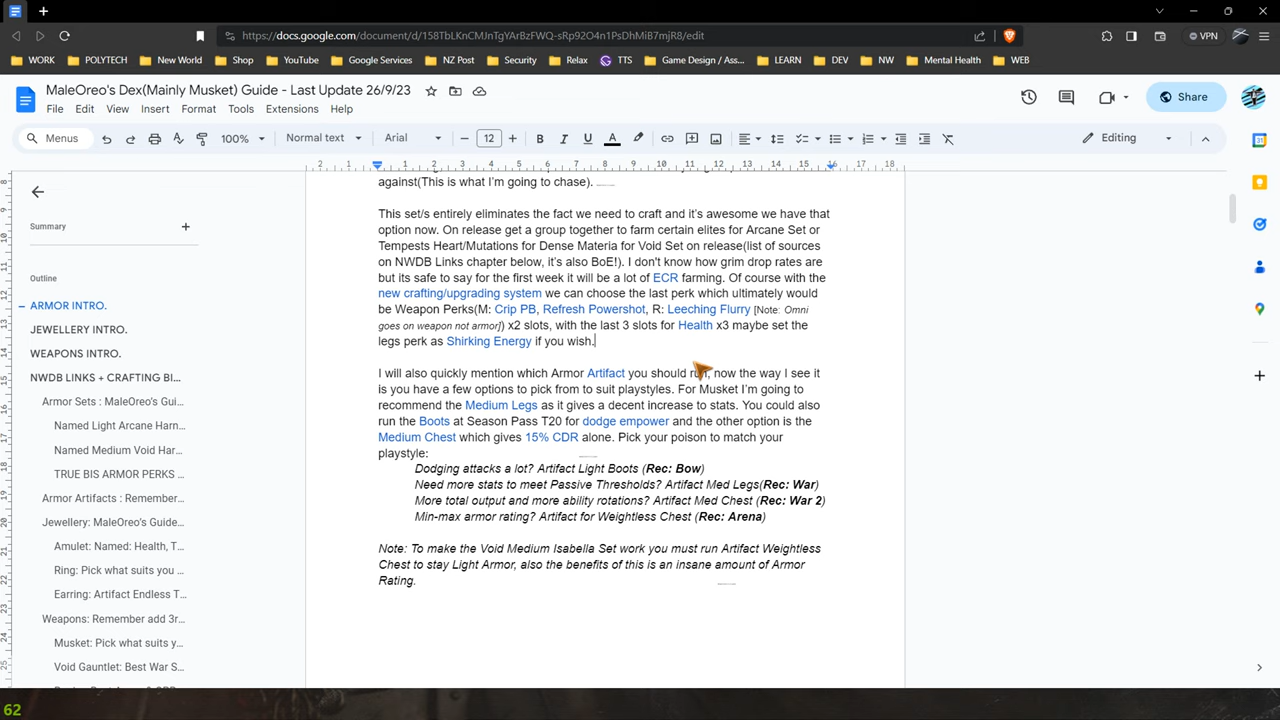 https://docs.google.com/document/d/158TbLKnCMJnTgYArBzFWQ-sRp92O4n1PsDhMiB7mjR8/edit
VPN
WORK POLYTECH New World Shop YouTube Google Services NZ Post Security Relax TTS Game Design / Ass... LEARN DEV NW Mental Health WEB
MaleOreo's Dex(Mainly Musket) Guide - Last Update 26/9/23
File Edit View Insert Format Tools Extensions Help
Share
Menus 100% Normal text Arial 12 B I U A Editing
2 1 1 2 3 4 5 6 7 8 9 10 11 12 13 14 15 16 17 18
Summary
Outline
ARMOR INTRO.
JEWELLERY INTRO.
WEAPONS INTRO.
NWDB LINKS + CRAFTING BI...
Armor Sets : MaleOreo's Gui...
Named Light Arcane Harn...
Named Medium Void Har...
TRUE BIS ARMOR PERKS ...
Armor Artifacts : Remember...
Jewellery: MaleOreo's Guide...
Amulet: Named: Health, T...
Ring: Pick what suits you ...
Earring: Artifact Endless T...
Weapons: Remember add 3r...
Musket: Pick what suits y...
Void Gauntlet: Best War S...
against(This is what I'm going to chase).
This set/s entirely eliminates the fact we need to craft and it's awesome we have that
option now. On release get a group together to farm certain elites for Arcane Set or
Tempests Heart/Mutations for Dense Materia for Void Set on release(list of sources
on NWDB Links chapter below, it's also BoE!). I don't know how grim drop rates are
but its safe to say for the first week it will be a lot of ECR farming. Of course with the
new crafting/upgrading system we can choose the last perk which ultimately would
be Weapon Perks(M: Crip PB, Refresh Powershot, R: Leeching Flurry [Note: Omni
goes on weapon not armor]) x2 slots, with the last 3 slots for Health x3 maybe set the
legs perk as Shirking Energy if you wish.
I will also quickly mention which Armor Artifact you should run, now the way I see it
is you have a few options to pick from to suit playstyles. For Musket I'm going to
recommend the Medium Legs as it gives a decent increase to stats. You could also
run the Boots at Season Pass T20 for dodge empower and the other option is the
Medium Chest which gives 15% CDR alone. Pick your poison to match your
playstyle:
Dodging attacks a lot? Artifact Light Boots (Rec: Bow)
Need more stats to meet Passive Thresholds? Artifact Med Legs(Rec: War)
More total output and more ability rotations? Artifact Med Chest (Rec: War 2)
Min-max armor rating? Artifact for Weightless Chest (Rec: Arena)
Note: To make the Void Medium Isabella Set work you must run Artifact Weightless
Chest to stay Light Armor, also the benefits of this is an insane amount of Armor
Rating.
62